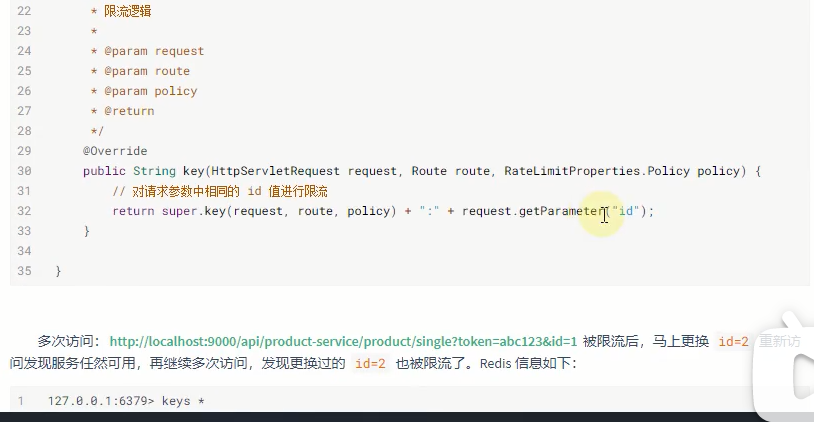 22 * 限流逻辑
23 *
24 * @param request
25 * @param route
26 * @param policy
27 * @return
28 */
29 @Override
30 public String key(HttpServletRequest request, Route route, RateLimitProperties.Policy policy) {
31 // 对请求参数中相同的 id 值进行限流
32 return super.key(request, route, policy) + ":" + request.getParameter("id");
33 }
34
35 }
多次访问：http://localhost:9000/api/product-service/product/single?token=abc123&id=1 被限流后，马上更换 id=2 重新访
问发现服务任然可用，再继续多次访问，发现更换过的 id=2 也被限流了。Redis 信息如下：
1 127.0.0.1:6379> keys *